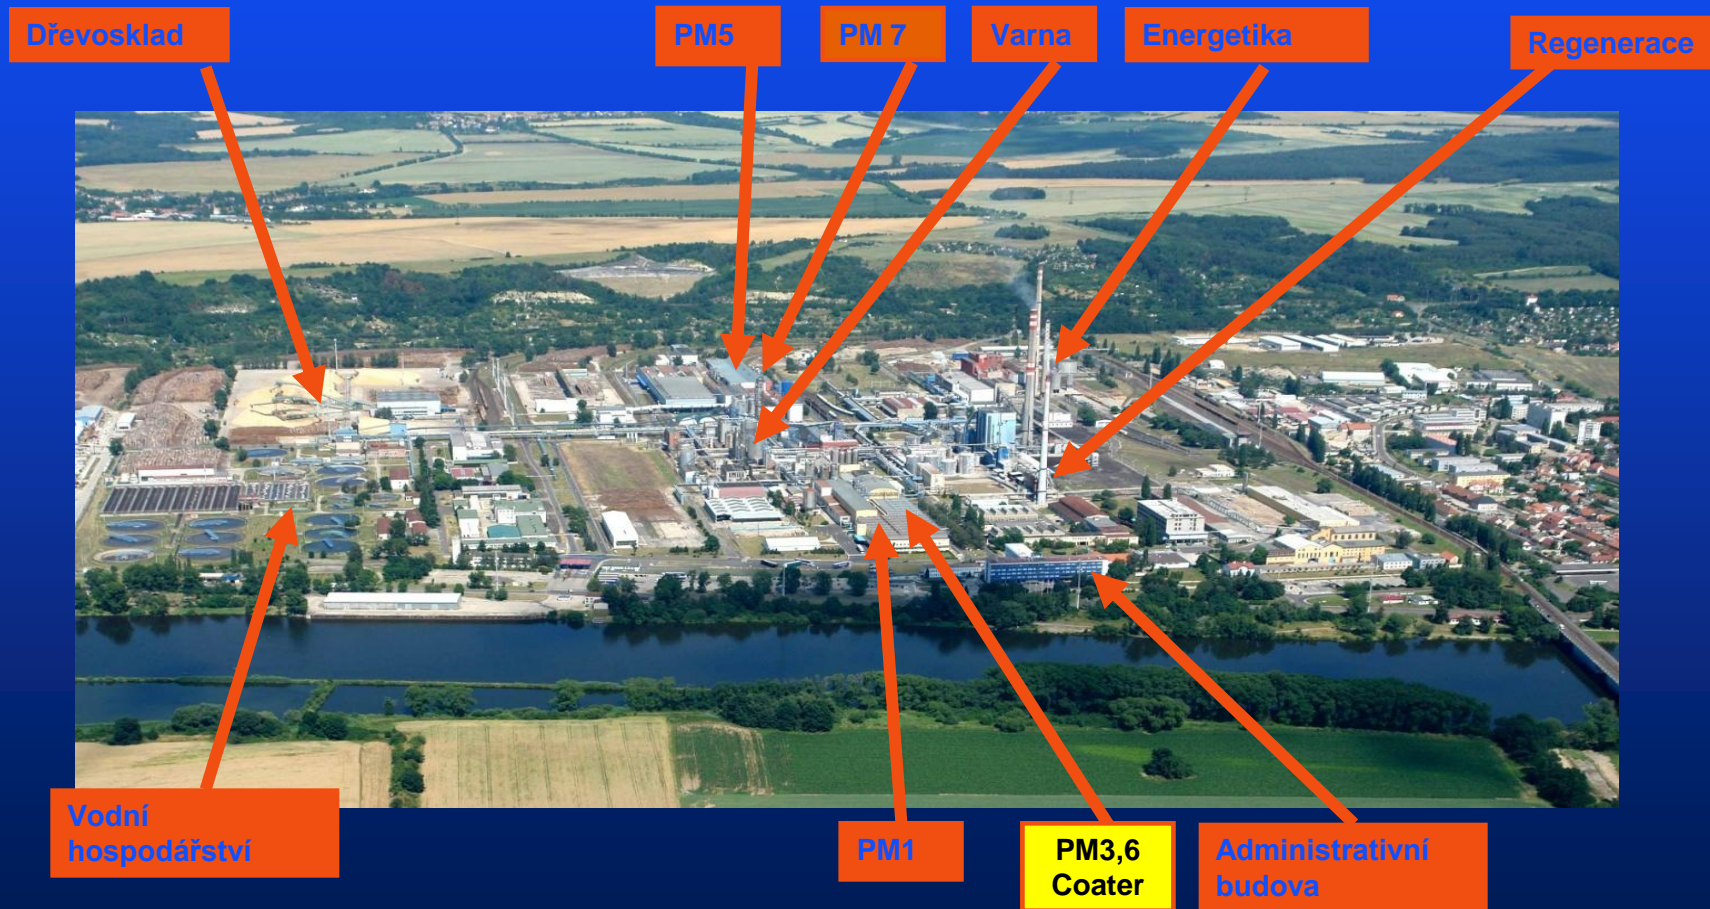 Dřevosklad
PM5
PM 7
Varna
Energetika
Regenerace
Vodní
hospodářství
PM1
PM3,6
Coater
Administrativní
budova